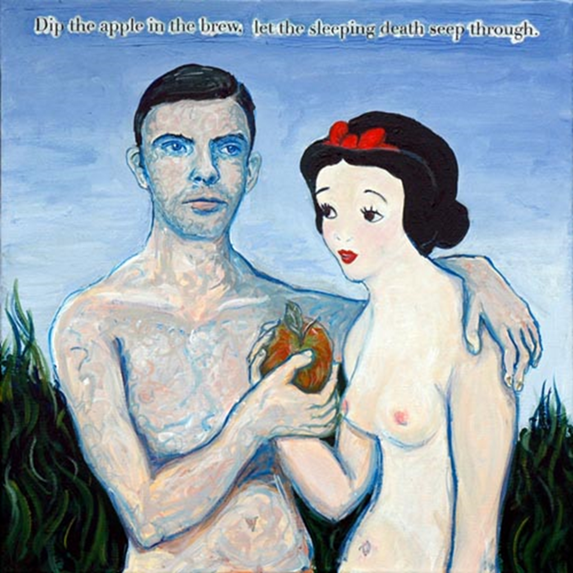 Dip the apple in the brew. let the sleeping death seep through.